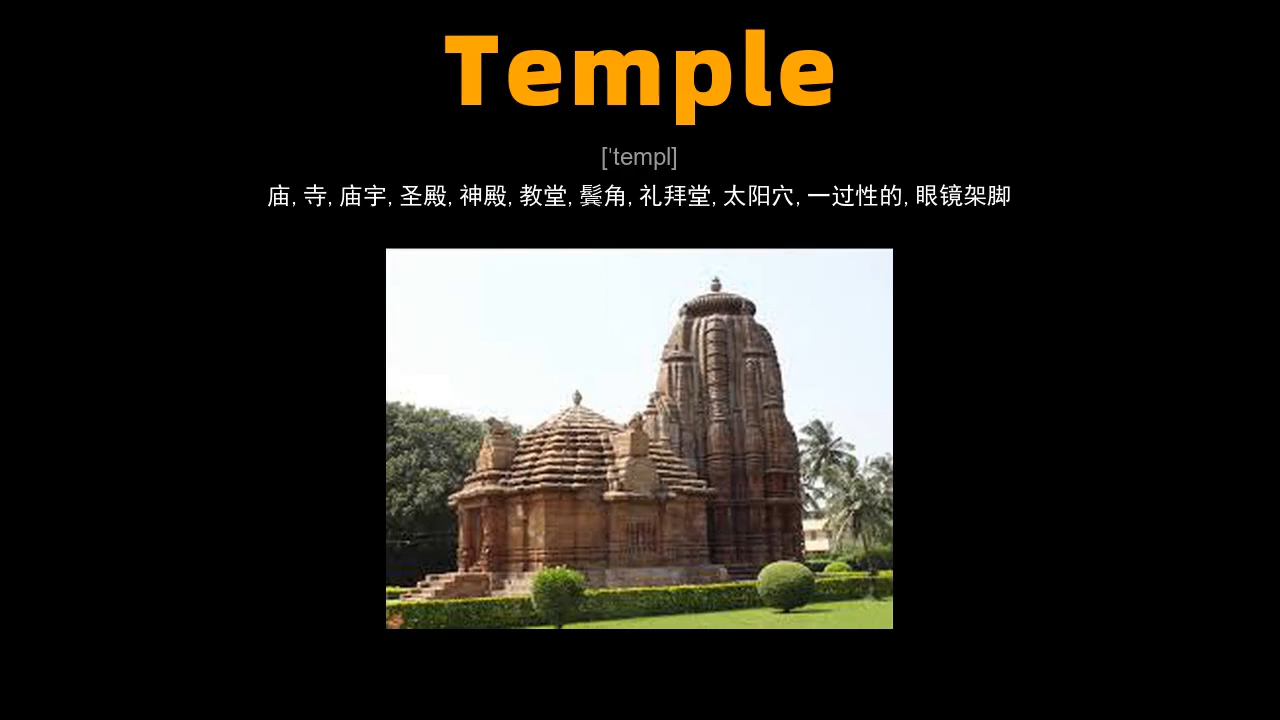 Temple
[ˈtempl]
庙, 寺, 庙宇, 圣殿, 神殿, 教堂, 鬓角, 礼拜堂, 太阳穴, 一过性的, 眼镜架脚